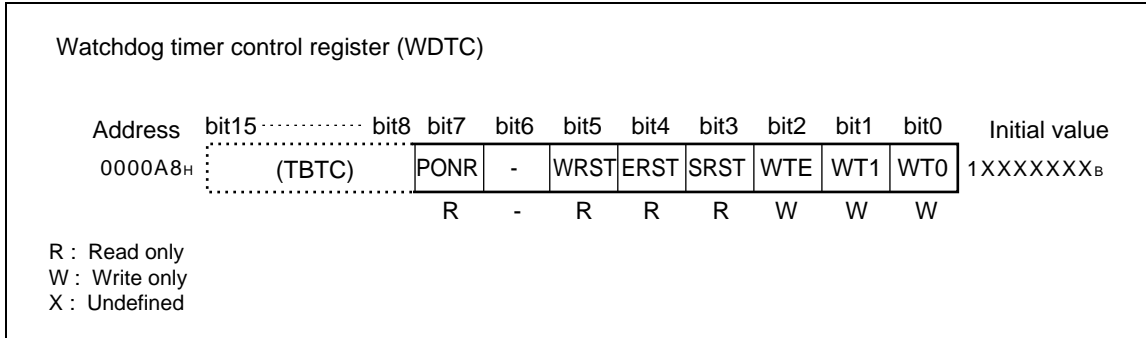 Watchdog timer control register (WDTC)
Address bit15 ············ bit8 bit7 bit6 bit5 bit4 bit3 bit2 bit1 bit0 Initial value
0000A8H (TBTC) PONR - WRST ERST SRST WTE WT1 WT0 1XXXXXXXB
R - R R R W W W
R : Read only
W : Write only
X : Undefined